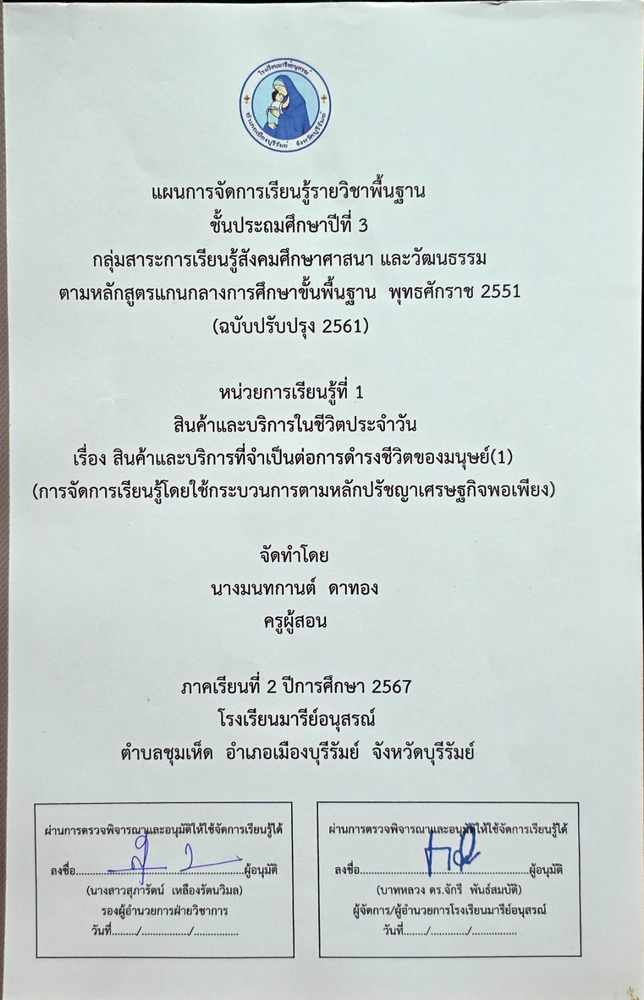 โรงเรียนมารีย์อนุสรณ์
อำเภอเมืองบุรีรัมย์ จังหวัดบุรีรัมย์
แผนการจัดการเรียนรู้รายวิชาพื้นฐาน
ชั้นประถมศึกษาปีที่ 3
กลุ่มสาระการเรียนรู้สังคมศึกษาศาสนา และวัฒนธรรม
ตามหลักสูตรแกนกลางการศึกษาขั้นพื้นฐาน พุทธศักราช 2551
(ฉบับปรับปรุง 2561)
หน่วยการเรียนรู้ที่ 1
สินค้าและบริการในชีวิตประจำวัน
เรื่อง สินค้าและบริการที่จำเป็นต่อการดำรงชีวิตของมนุษย์(1)
(การจัดการเรียนรู้โดยใช้กระบวนการตามหลักปรัชญาเศรษฐกิจพอเพียง)
จัดทำโดย
นางมนทกานต์ ดาทอง
ครูผู้สอน
ภาคเรียนที่ 2 ปีการศึกษา 2567
โรงเรียนมารีย์อนุสรณ์
ตำบลชุมเห็ด อำเภอเมืองบุรีรัมย์ จังหวัดบุรีรัมย์
ผ่านการตรวจพิจารณาและอนุมัติให้ใช้จัดการเรียนรู้ได้
ลงชื่อ............................................................ผู้อนุมัติ
(นางสาวสุภารัตน์ เหลืองรัตนวิมล)
รองผู้อำนวยการฝ่ายวิชาการ
วันที่........./................./................
ผ่านการตรวจพิจารณาและอนุมัติให้ใช้จัดการเรียนรู้ได้
ลงชื่อ............................................................ผู้อนุมัติ
(บาทหลวง ดร.จักรี พันธ์สมบัติ)
ผู้จัดการ/ผู้อำนวยการโรงเรียนมารีย์อนุสรณ์
วันที่......../............./................